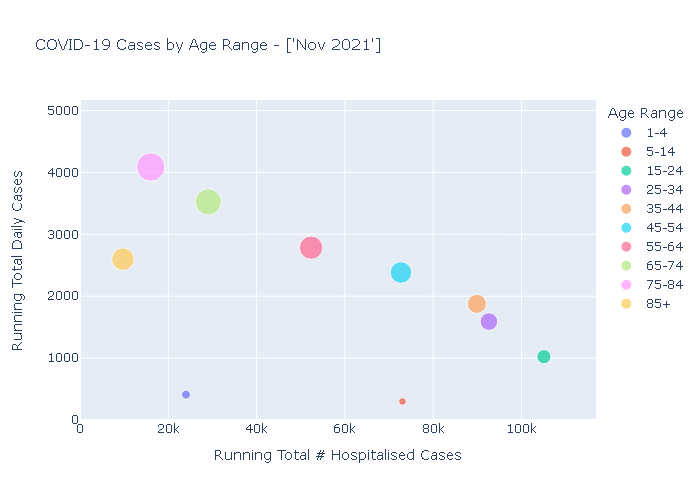 COVID-19 Cases by Age Range - ['Nov 2021']
Age Range
1-4
5-14
15-24
25-34
35-44
45-54
55-64
65-74
75-84
85+
Running Total Daily Cases
5000
4000
3000
2000
1000
0
0
20k
40k
60k
80k
100k
Running Total # Hospitalised Cases